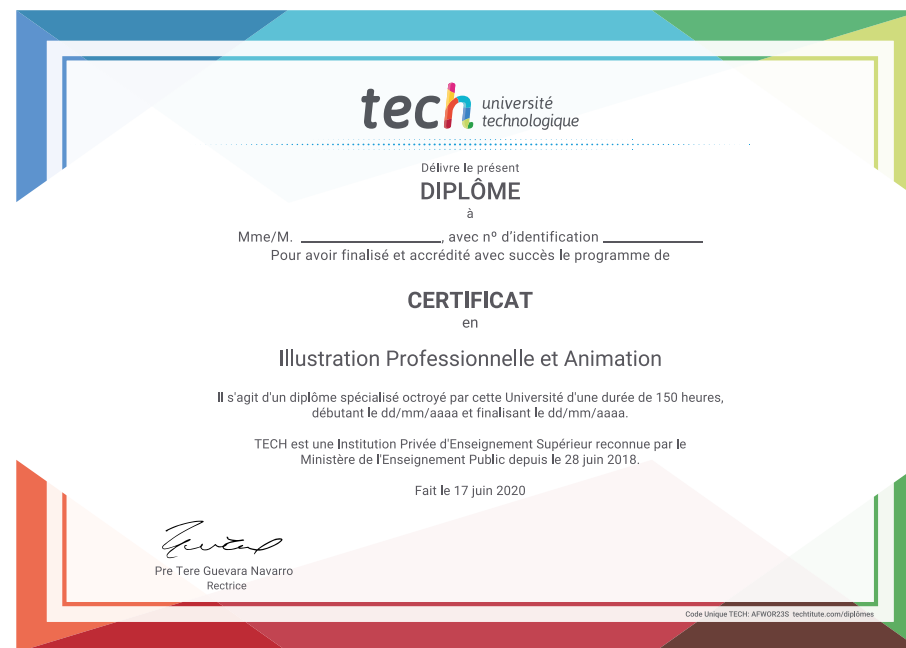 tech université
technologique
Délivre le présent
DIPLÔME
à
Mme/M. ____________________, avec nº d'identification ______________
Pour avoir finalisé et accrédité avec succès le programme de
CERTIFICAT
en
Illustration Professionnelle et Animation
Il s'agit d'un diplôme spécialisé octroyé par cette Université d'une durée de 150 heures,
débutant le dd/mm/aaaa et finalisant le dd/mm/aaaa.
TECH est une Institution Privée d'Enseignement Supérieur reconnue par le
Ministère de l'Enseignement Public depuis le 28 juin 2018.
Fait le 17 juin 2020
Pre Tere Guevara Navarro
Rectrice
Code Unique TECH: AFWOR23S techtitute.com/diplômes